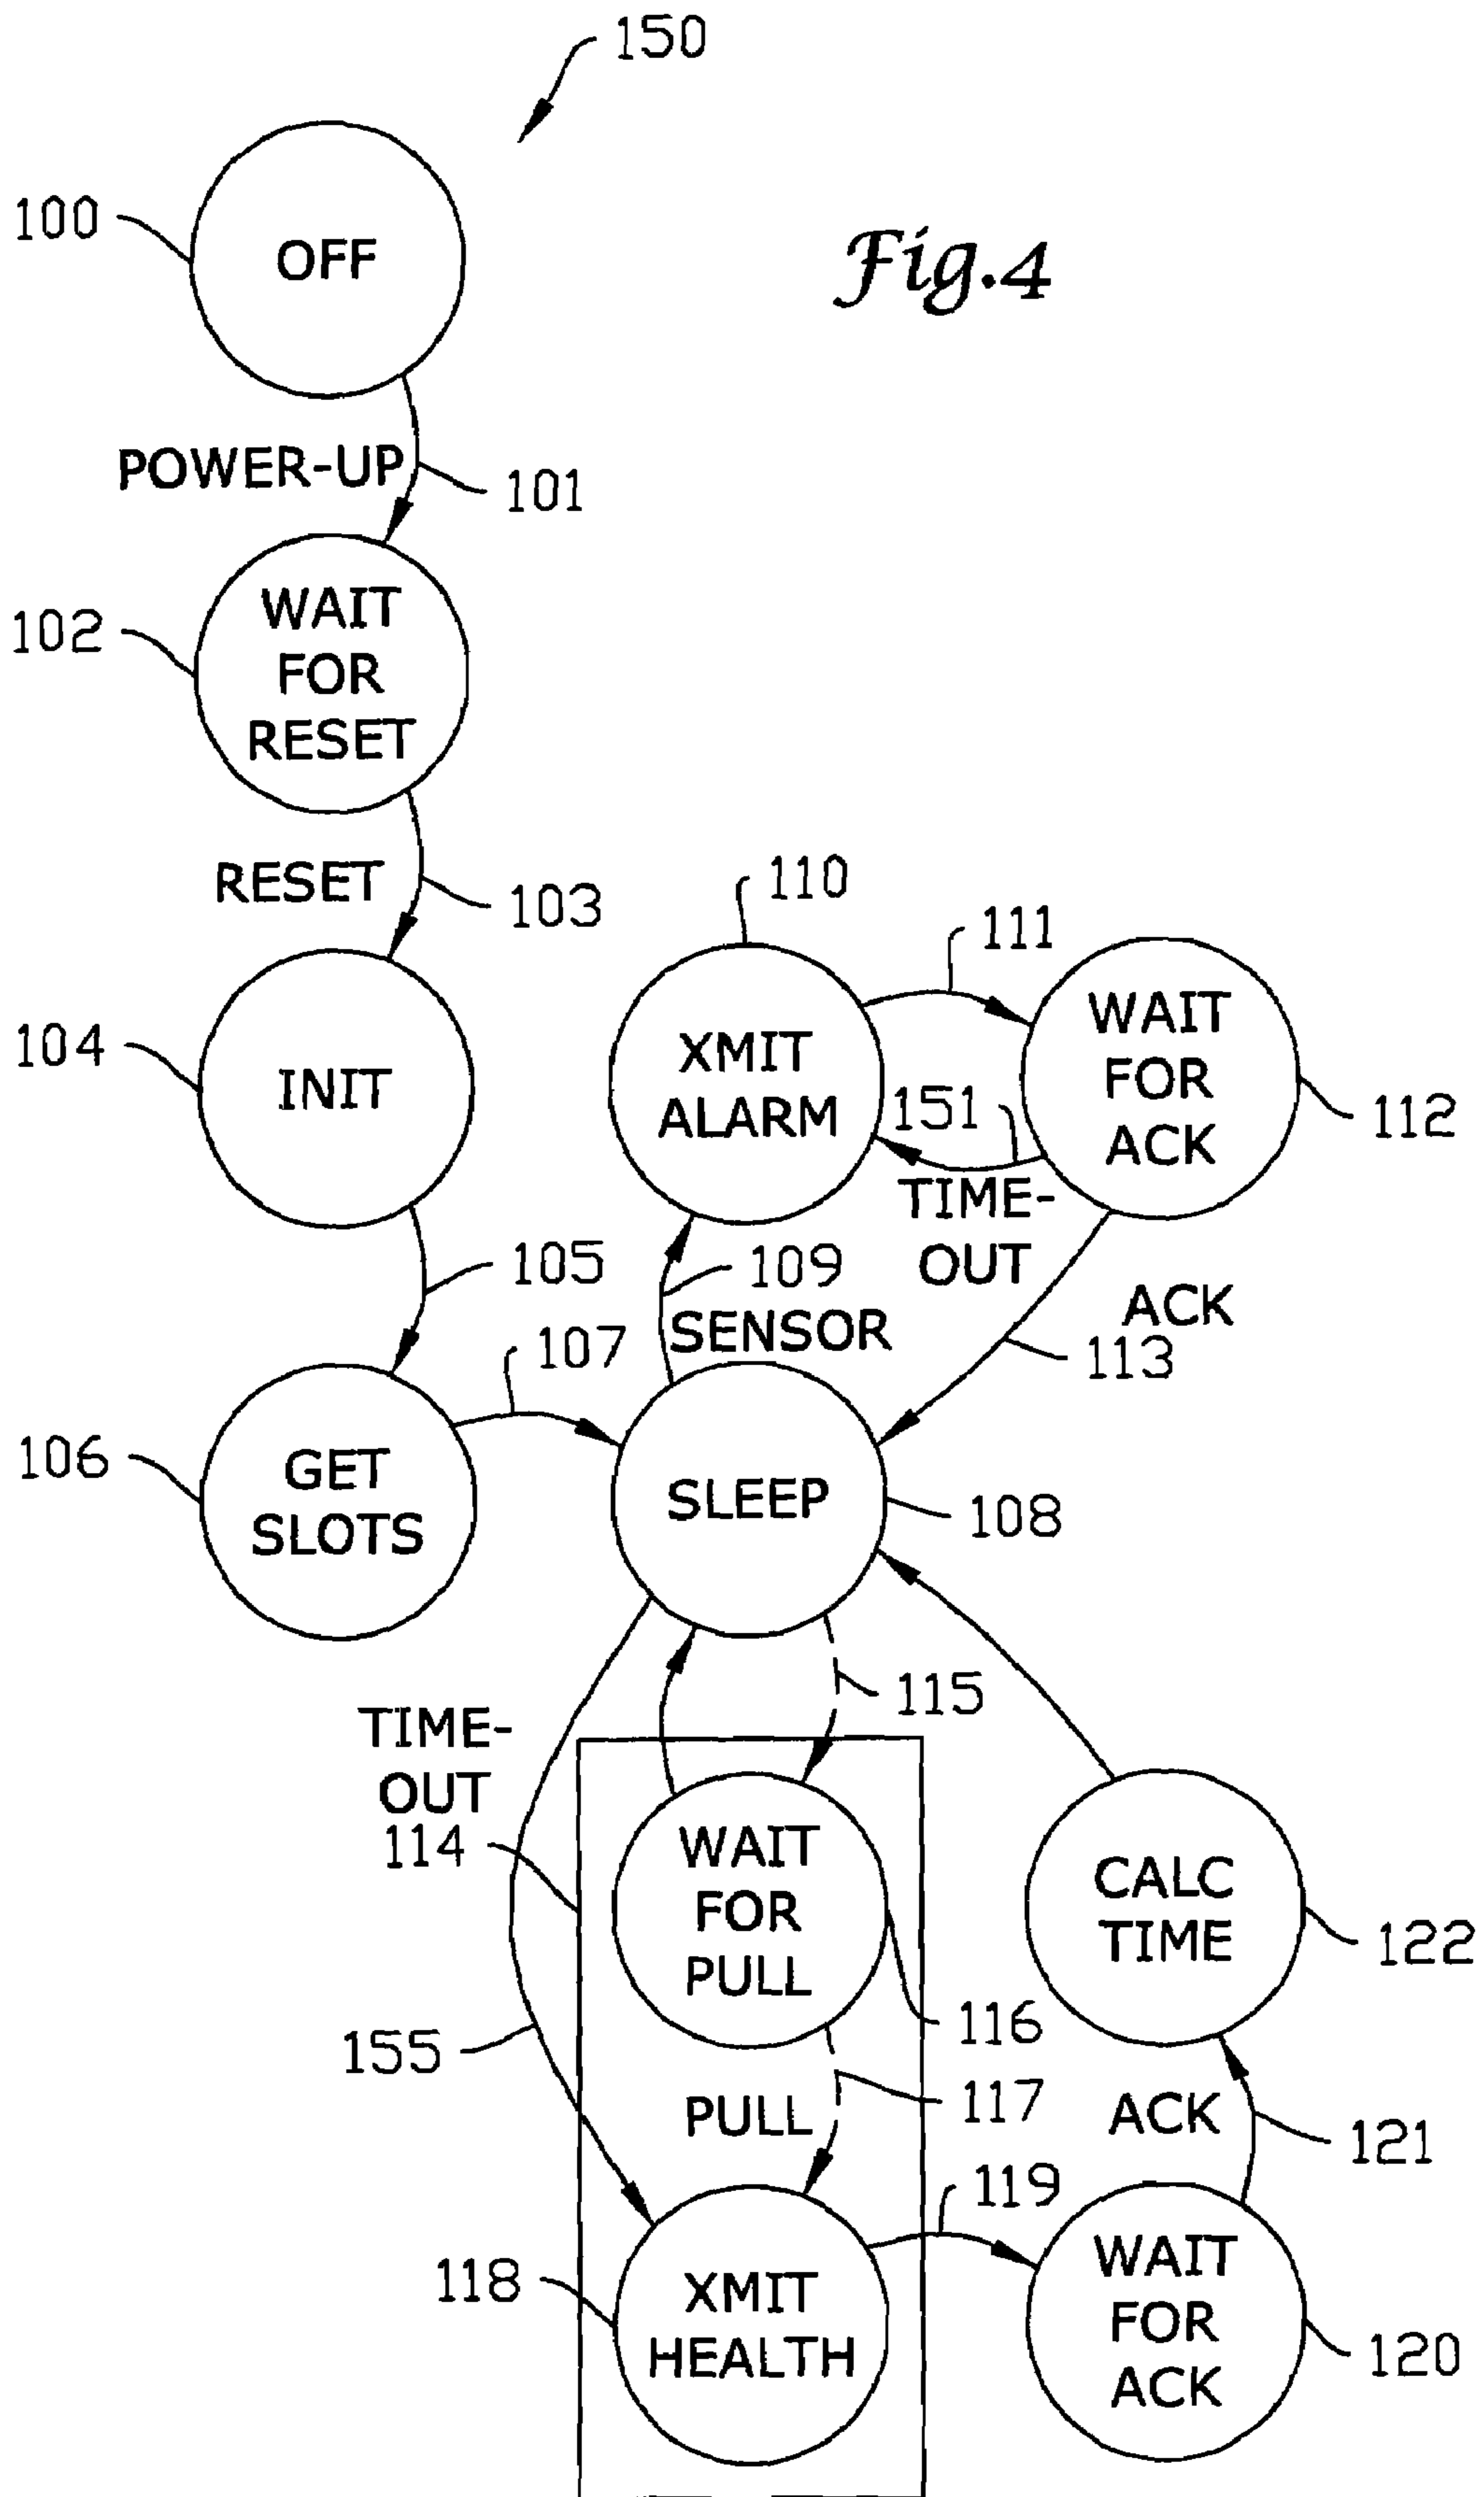 150
100
OFF
Fig.4
POWER-UP
101
102
WAIT
FOR
RESET
RESET
103
110
111
104
INIT
XMIT
ALARM
WAIT
FOR
ACK
151
112
TIME-
OUT
105
109
SENSOR
ACK
107
113
106
GET
SLOTS
SLEEP
108
115
TIME-
OUT
114
WAIT
FOR
PULL
CALC
TIME
122
155
116
PULL
117
ACK
121
119
118
XMIT
HEALTH
WAIT
FOR
ACK
120